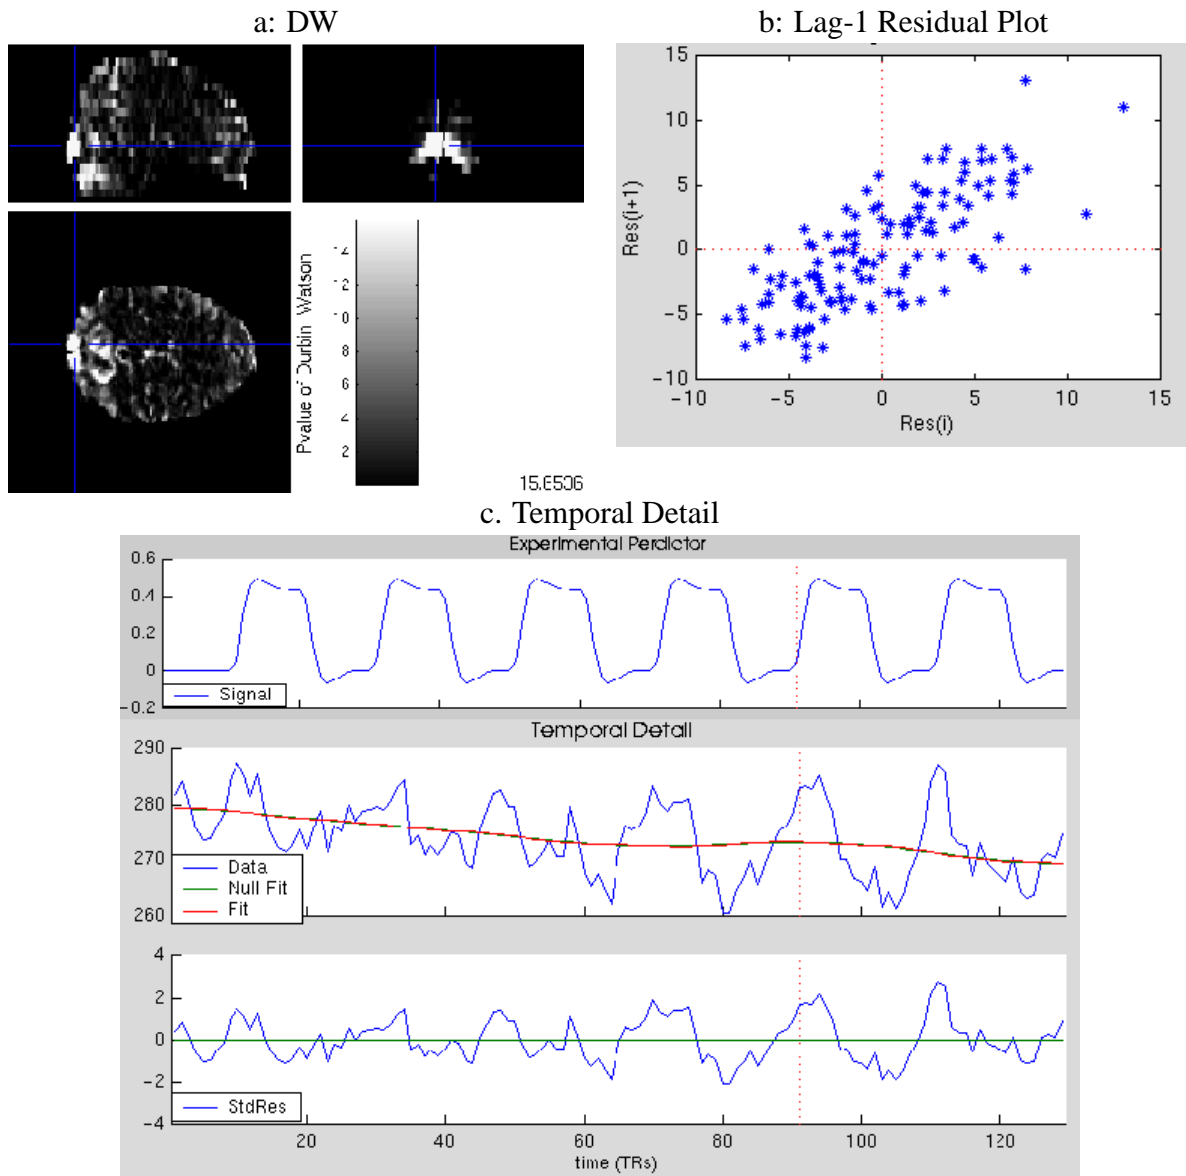 a: DW
b: Lag-1 Residual Plot
Pvalue of Durbin Watson
14
12
10
8
6
4
2
15.6506
15
10
5
0
−5
−10
Res(i+1)
−10 −5 0 5 10 15
Res(i)
c. Temporal Detail
Experimental Perdictor
0.6
0.4
0.2
0
−0.2
Signal
Temporal Detail
290
280
270
260
Data
Null Fit
Fit
4
2
0
−2
−4
StdRes
20 40 60 80 100 120
time (TRs)